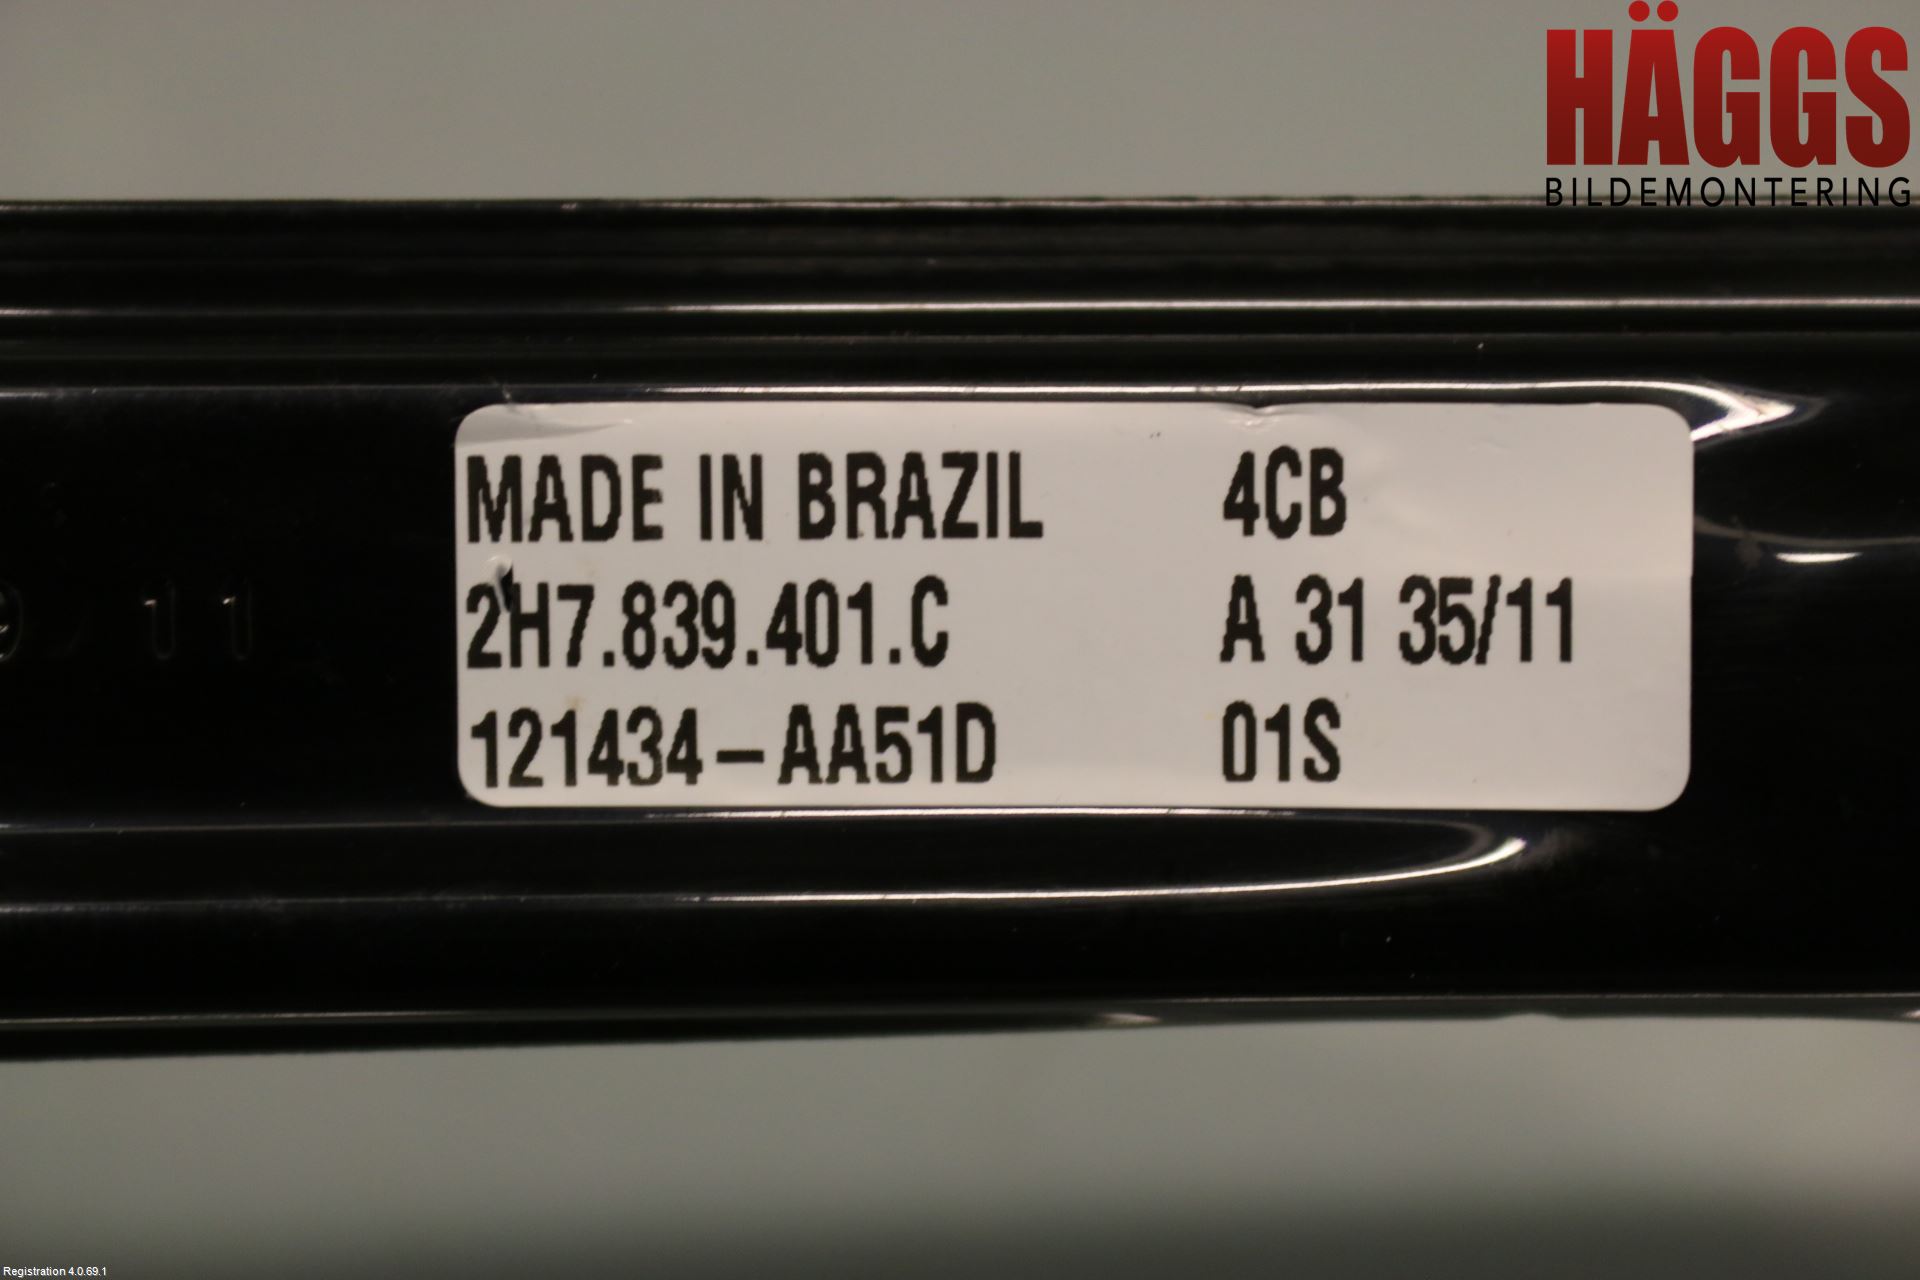 HÄGGS
BILDEMONTERING
MADE IN BRAZIL 4CB
2H7.839.401.C A 31 35/11
121434-AA51D 01S
11
Registration 4.0.69.1